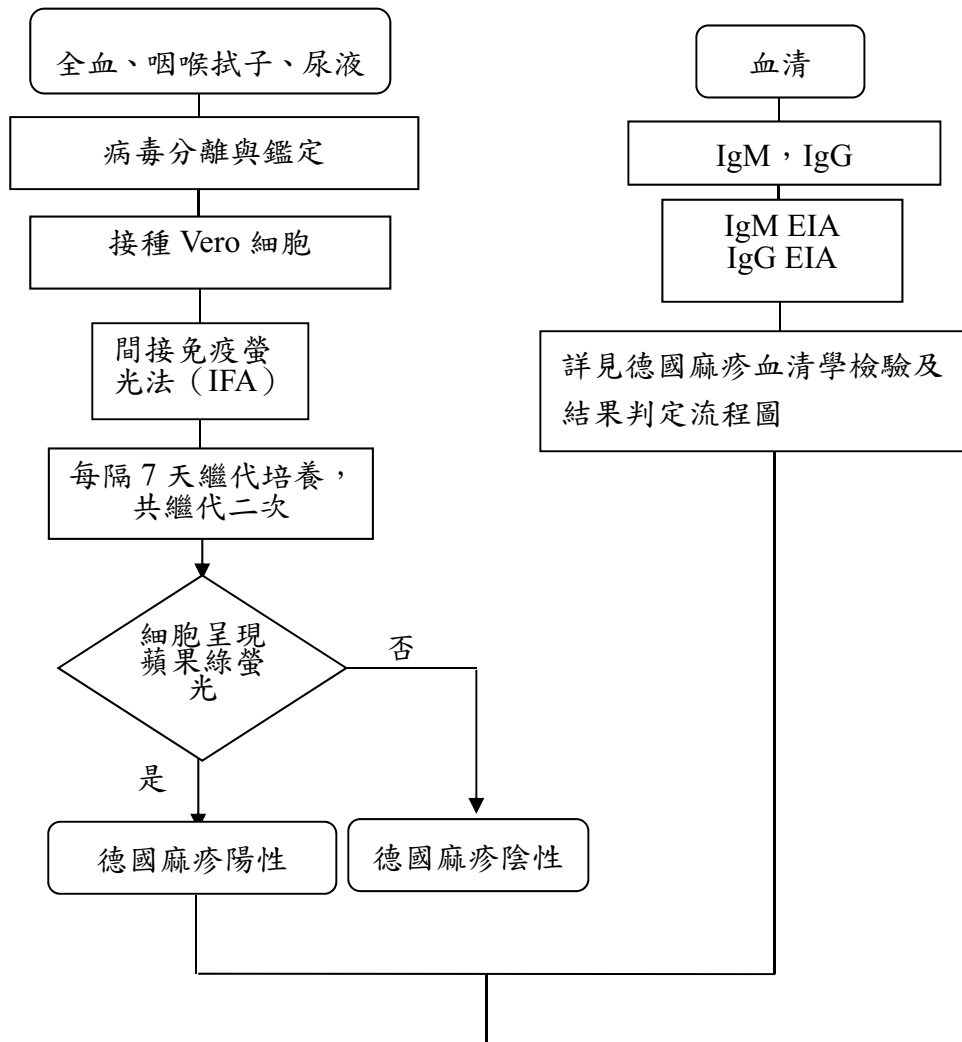 全血、咽喉拭子、尿液
病毒分離與鑑定
接種 Vero 細胞
間接免疫螢
光法（IFA）
每隔 7 天繼代培養，
共繼代二次
細胞呈現
蘋果綠螢
光
否
是
德國麻疹陽性
德國麻疹陰性
血清
IgM，IgG
IgM EIA
IgG EIA
詳見德國麻疹血清學檢驗及
結果判定流程圖